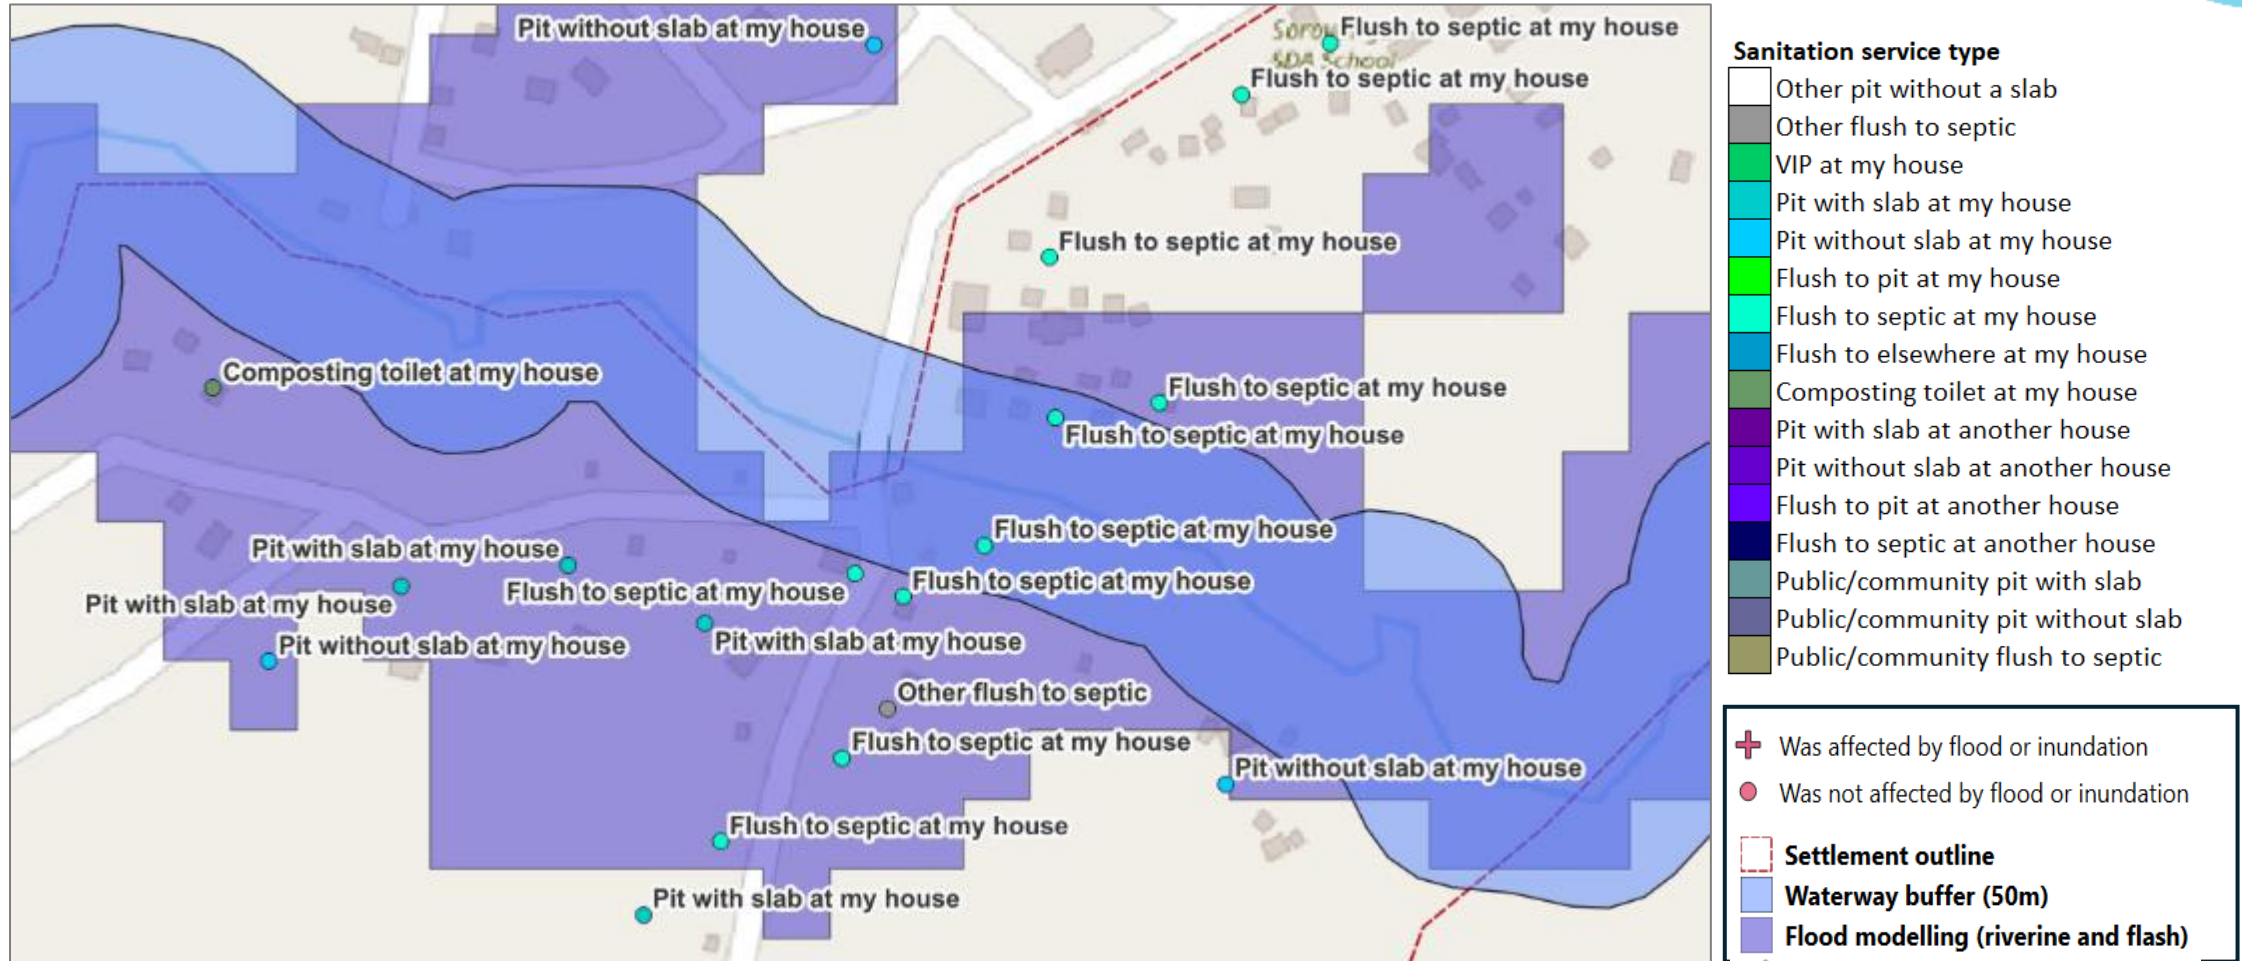 Pit without slab at my house
Flush to septic at my house
SDA School
Flush to septic at my house
Flush to septic at my house
Composting toilet at my house
Flush to septic at my house
Flush to septic at my house
Flush to septic at my house
Pit with slab at my house
Flush to septic at my house
Flush to septic at my house
Pit with slab at my house
Pit without slab at my house
Pit with slab at my house
Other flush to septic
Flush to septic at my house
Pit without slab at my house
Flush to septic at my house
Pit with slab at my house
Sanitation service type
Other pit without a slab
Other flush to septic
VIP at my house
Pit with slab at my house
Pit without slab at my house
Flush to pit at my house
Flush to septic at my house
Flush to elsewhere at my house
Composting toilet at my house
Pit with slab at another house
Pit without slab at another house
Flush to pit at another house
Flush to septic at another house
Public/community pit with slab
Public/community pit without slab
Public/community flush to septic
Was affected by flood or inundation
Was not affected by flood or inundation
Settlement outline
Waterway buffer (50m)
Flood modelling (riverine and flash)